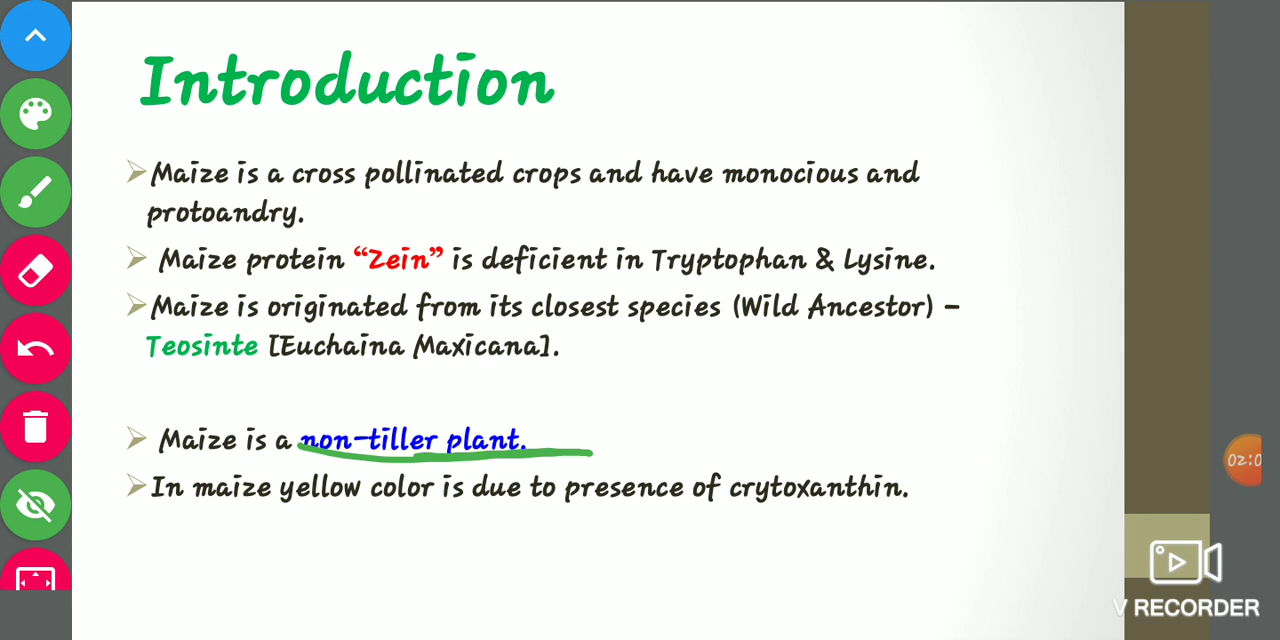 Introduction
Maize is a cross pollinated crops and have monocious and
protoandry.
Maize protein “Zein” is deficient in Tryptophan & Lysine.
Maize is originated from its closest species (Wild Ancestor) –
Teosinte [Euchaina Maxicana].
Maize is a non-tiller plant.
In maize yellow color is due to presence of crytoxanthin.
02:0
V RECORDER